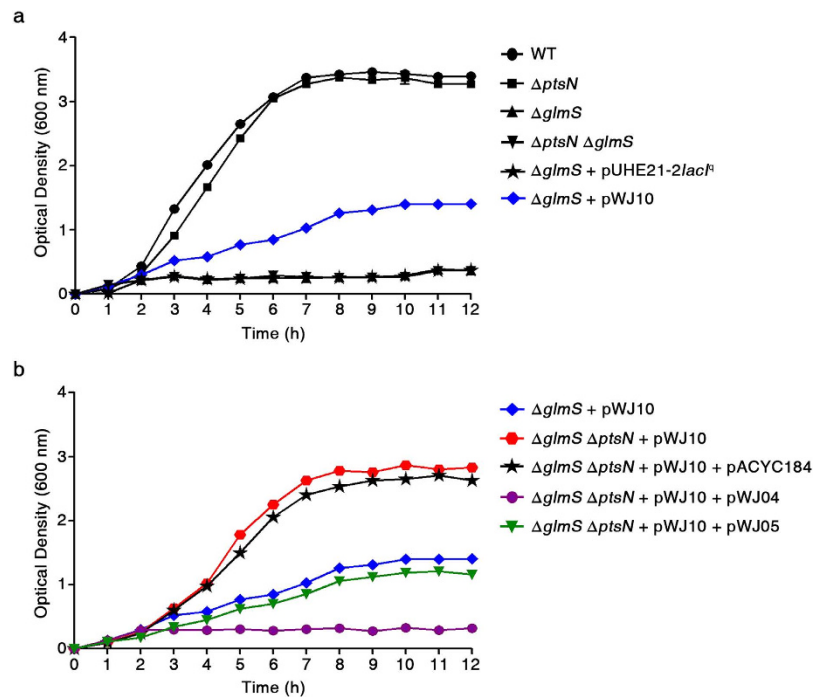 a
Optical Density (600 nm)
4
3
2
1
0
0 1 2 3 4 5 6 7 8 9 10 11 12
Time (h)
WT
ΔptsN
ΔglmS
ΔptsN ΔglmS
ΔglmS + pUHE21-2lacIq
ΔglmS + pWJ10
b
Optical Density (600 nm)
4
3
2
1
0
0 1 2 3 4 5 6 7 8 9 10 11 12
Time (h)
ΔglmS + pWJ10
ΔglmS ΔptsN + pWJ10
ΔglmS ΔptsN + pWJ10 + pACYC184
ΔglmS ΔptsN + pWJ10 + pWJ04
ΔglmS ΔptsN + pWJ10 + pWJ05